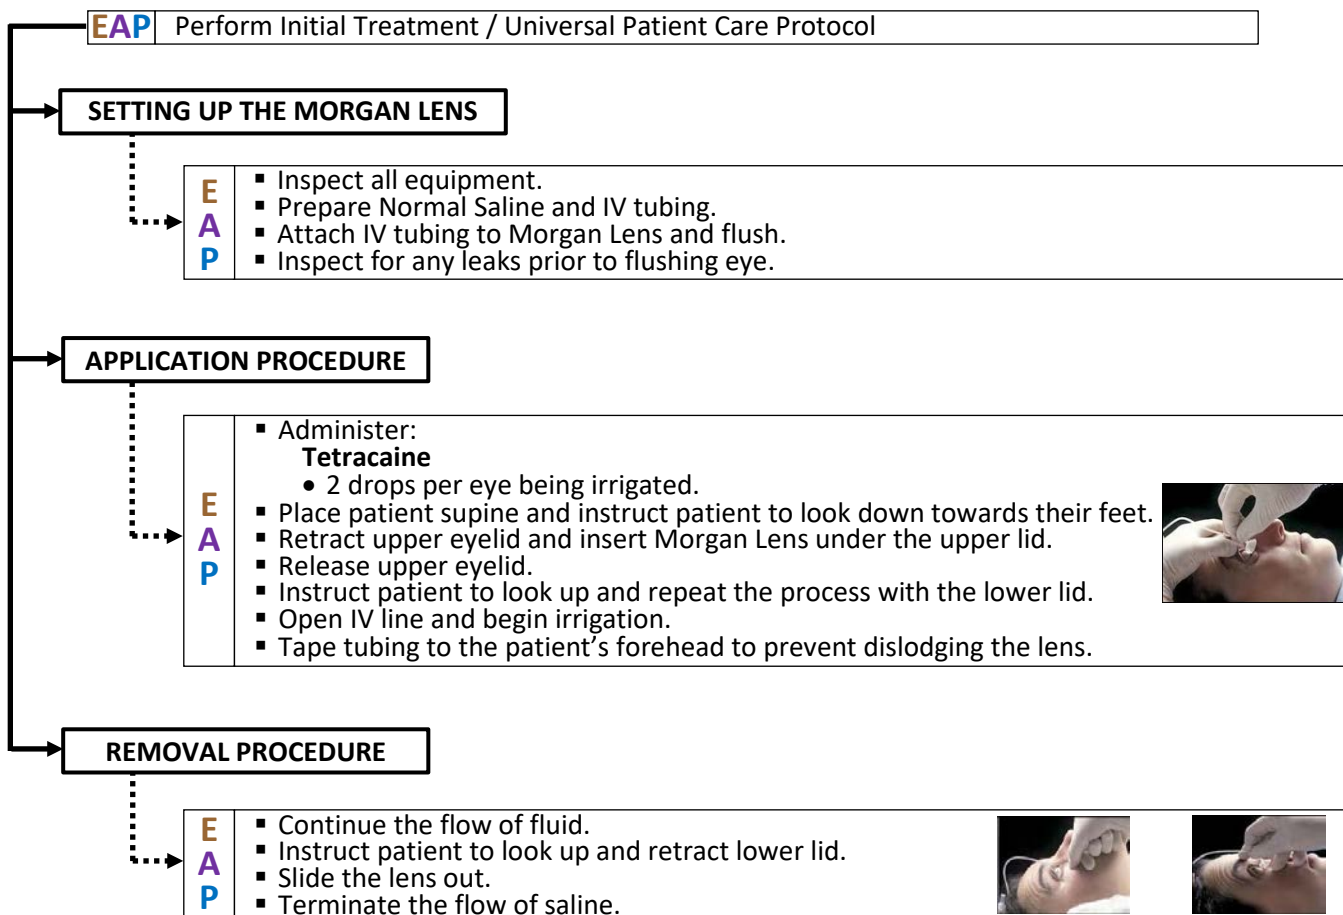 EAP Perform Initial Treatment / Universal Patient Care Protocol
SETTING UP THE MORGAN LENS
E
A
P
▪ Inspect all equipment.
▪ Prepare Normal Saline and IV tubing.
▪ Attach IV tubing to Morgan Lens and flush.
▪ Inspect for any leaks prior to flushing eye.
APPLICATION PROCEDURE
E
A
P
▪ Administer:
Tetracaine
• 2 drops per eye being irrigated.
▪ Place patient supine and instruct patient to look down towards their feet.
▪ Retract upper eyelid and insert Morgan Lens under the upper lid.
▪ Release upper eyelid.
▪ Instruct patient to look up and repeat the process with the lower lid.
▪ Open IV line and begin irrigation.
▪ Tape tubing to the patient’s forehead to prevent dislodging the lens.
REMOVAL PROCEDURE
E
A
P
▪ Continue the flow of fluid.
▪ Instruct patient to look up and retract lower lid.
▪ Slide the lens out.
▪ Terminate the flow of saline.